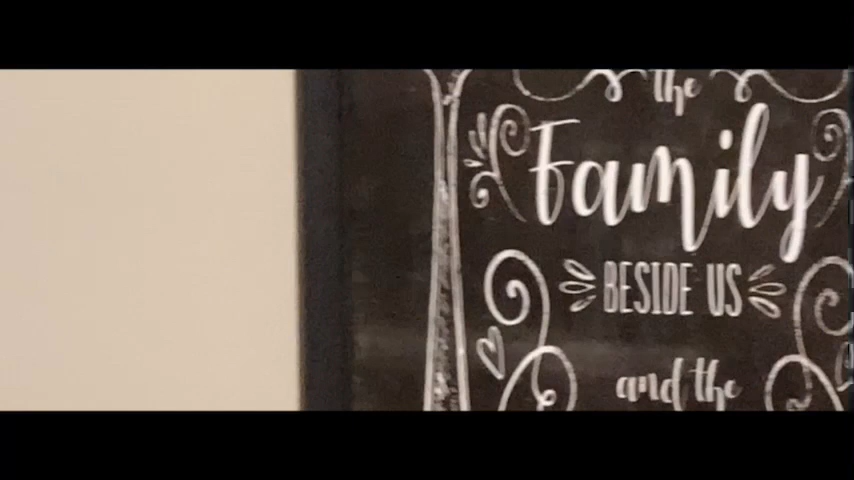 the
Family
BESIDE US
and the